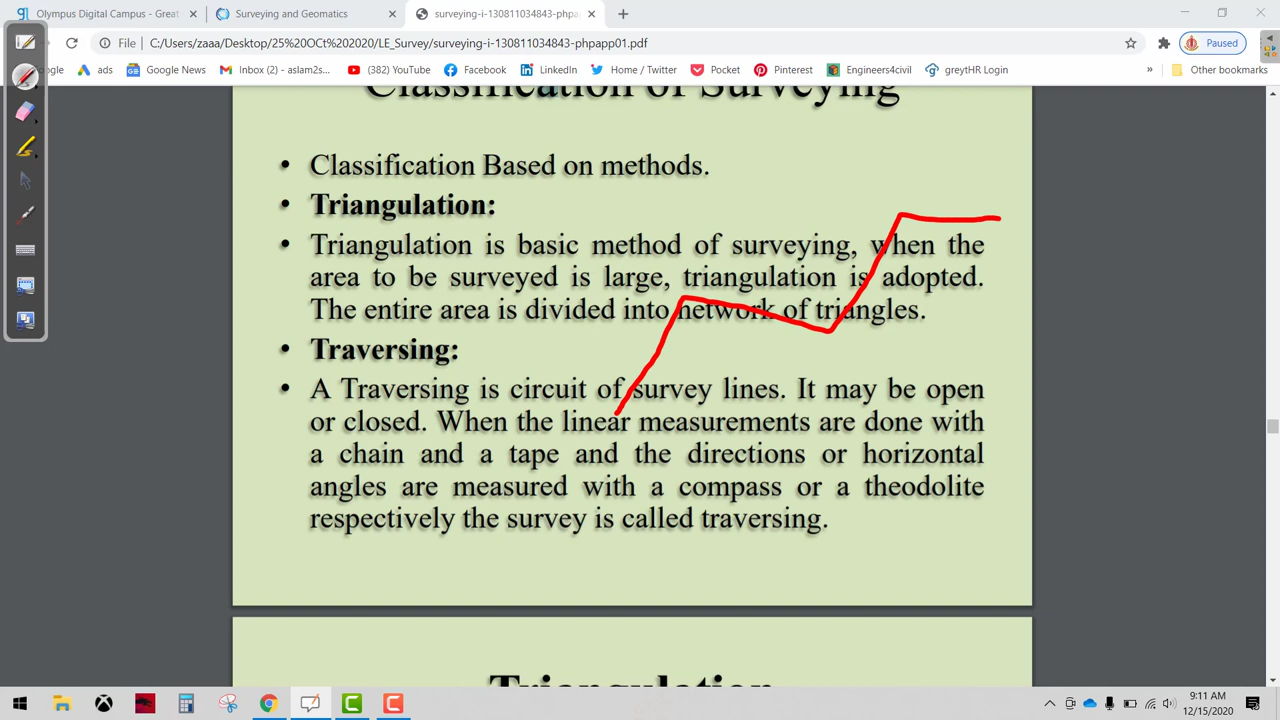 Olympus Digital Campus - Great
Surveying and Geomatics
surveying-i-130811034843-phpa
File
C:/Users/zaaa/Desktop/25%20OCt%202020/LE_Survey/surveying-i-130811034843-phpapp01.pdf
Paused
ogle
ads
Google News
Inbox (2) - aslam2s...
(382) YouTube
Facebook
LinkedIn
Home / Twitter
Pocket
Pinterest
Engineers4civil
greytHR Login
»
Other bookmarks
Classification of Surveying
• Classification Based on methods.
• Triangulation:
• Triangulation is basic method of surveying, when the
area to be surveyed is large, triangulation is adopted.
The entire area is divided into network of triangles.
• Traversing:
• A Traversing is circuit of survey lines. It may be open
or closed. When the linear measurements are done with
a chain and a tape and the directions or horizontal
angles are measured with a compass or a theodolite
respectively the survey is called traversing.
Triangulation
9:11 AM
12/15/2020